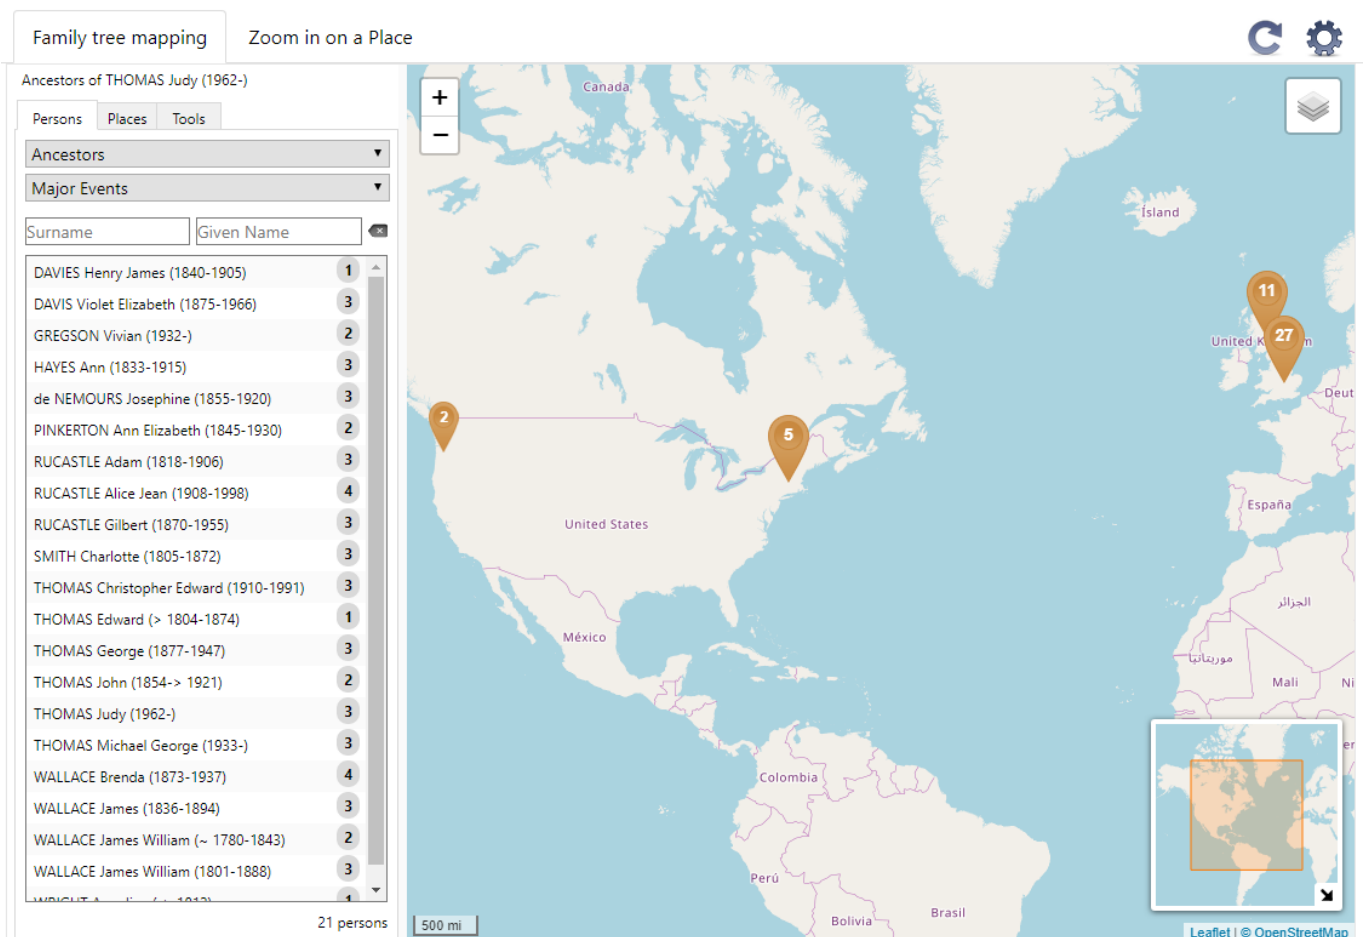 Family tree mapping
Zoom in on a Place
Ancestors of THOMAS Judy (1962-)
Persons
Places
Tools
Ancestors
Major Events
Surname
Given Name
DAVIES Henry James (1840-1905) 1
DAVIS Violet Elizabeth (1875-1966) 3
GREGSON Vivian (1932-) 2
HAYES Ann (1833-1915) 3
de NEMOURS Josephine (1855-1920) 3
PINKERTON Ann Elizabeth (1845-1930) 2
RUCASTLE Adam (1818-1906) 3
RUCASTLE Alice Jean (1908-1998) 4
RUCASTLE Gilbert (1870-1955) 3
SMITH Charlotte (1805-1872) 3
THOMAS Christopher Edward (1910-1991) 3
THOMAS Edward (> 1804-1874) 1
THOMAS George (1877-1947) 3
THOMAS John (1854-> 1921) 2
THOMAS Judy (1962-) 3
THOMAS Michael George (1933-) 3
WALLACE Brenda (1873-1937) 4
WALLACE James (1836-1894) 3
WALLACE James William (~ 1780-1843) 2
WALLACE James William (1801-1888) 3
21 persons
+
−
Canada
Ísland
11
27
United K
m
Deut
2
5
United States
España
México
الجزائر
موريتانيا
Mali
Ni
er
Colombia
Perú
Brasil
Bolivia
500 mi
Leaflet | © OpenStreetMap